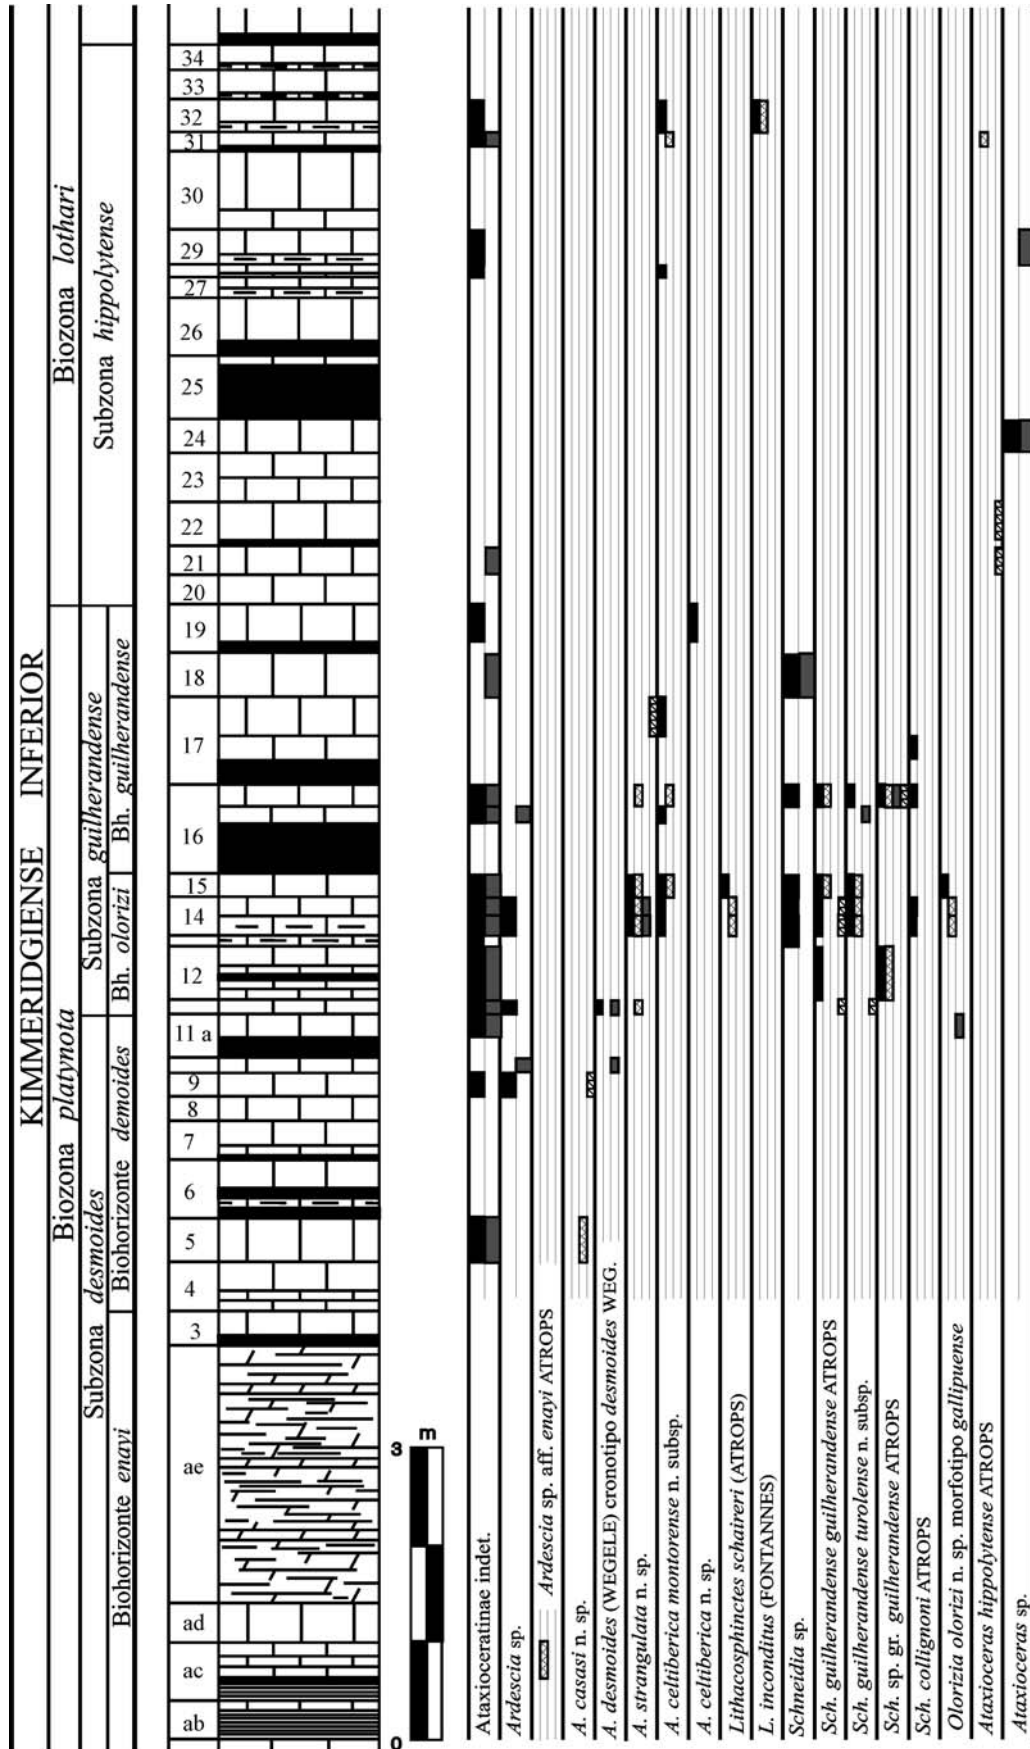 KIMMERIDGIENSE INFERIOR
Biozona platynota
Biozona lothari
Subzona desmoides
Subzona guilherandense
Subzona hippolytense
Biohorizonte enayi
Biohorizonte demoides
Bh. olorizi
Bh. guilherandense
34
33
32
31
30
29
27
26
25
24
23
22
21
20
19
18
17
16
15
14
12
11 a
9
8
7
6
5
4
3
ae
ad
ac
ab
m
3
0
Ataxioceratinae indet.
Ardescia sp.
Ardescia sp. aff. enayi ATROPS
A. casasi n. sp.
A. desmoides (WEGELE) cronotipo desmoides WEG.
A. strangulata n. sp.
A. celtiberica montorense n. subsp.
A. celtiberica n. sp.
Lithacosphinctes schaireri (ATROPS)
L. inconditus (FONTANNES)
Schneidia sp.
Sch. guilherandense guilherandense ATROPS
Sch. guilherandense turolense n. subsp.
Sch. sp. gr. guilherandense ATROPS
Sch. collignoni ATROPS
Olorizia olorizi n. sp. morfotipo gallipuense
Ataxioceras hippolytense ATROPS
Ataxioceras sp.